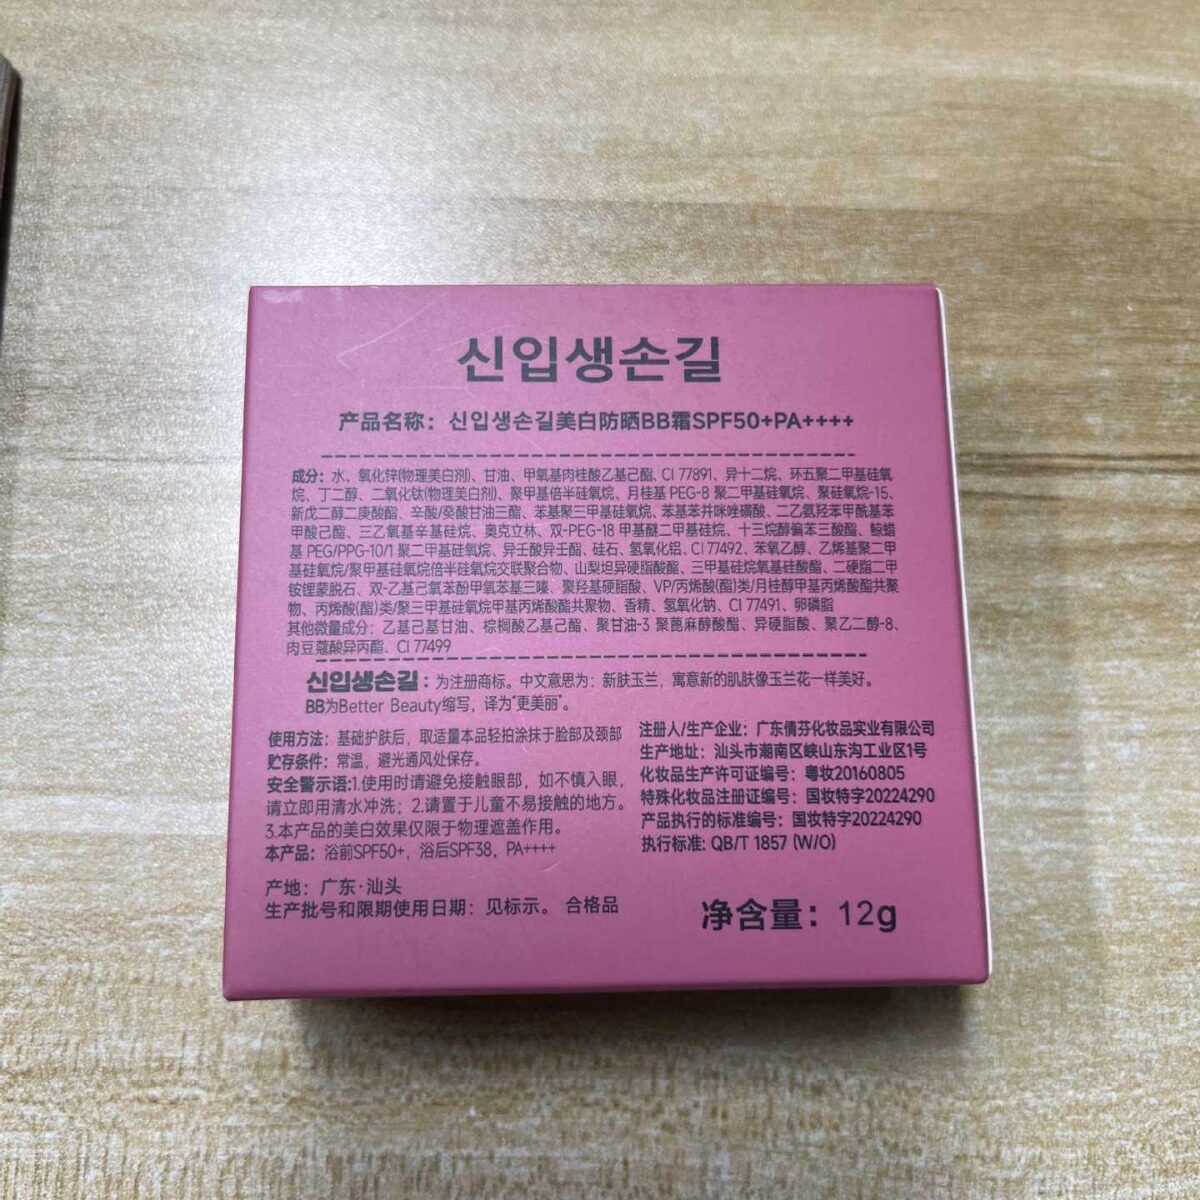 신입생손길
产品名称：신입생손길美白防晒BB霜SPF50+PA++++
成分：水、氧化锌(物理美白剂)、甘油、甲氧基肉桂酸乙基己酯、CI 77891、异十二烷、环五聚二甲基硅氧
烷、丁二醇、二氧化钛(物理美白剂)、聚甲基倍半硅氧烷、月桂基 PEG-8 聚二甲基硅氧烷、聚硅氧烷-15、
新戊二醇二庚酸酯、辛酸/癸酸甘油三酯、苯基聚三甲基硅氧烷、苯基苯并咪唑磺酸、二乙氨羟苯甲酰基苯
甲酸己酯、三乙氧基辛基硅烷、奥克立林、双-PEG-18 甲基醚二甲基硅烷、十三烷醇偏苯三酸酯、鲸蜡
基 PEG/PPG-10/1 聚二甲基硅氧烷、异壬酸异壬酯、硅石、氢氧化铝、CI 77492、苯氧乙醇、乙烯基聚二甲
基硅氧烷/聚甲基硅氧烷倍半硅氧烷交联聚合物、山梨坦异硬脂酸酯、三甲基硅烷氧基硅酸酯、二硬脂二甲
铵锂蒙脱石、双-乙基己氧苯酚甲氧苯基三嗪、聚羟基硬脂酸、VP/丙烯酸(酯)类/月桂醇甲基丙烯酸酯共聚
物、丙烯酸(酯)类/聚三甲基硅氧烷甲基丙烯酸酯共聚物、香精、氢氧化钠、CI 77491、卵磷脂
其他微量成分：乙基己基甘油、棕榈酸乙基己酯、聚甘油-3 聚蓖麻醇酸酯、异硬脂酸、聚乙二醇-8、
肉豆蔻酸异丙酯、CI 77499
신입생손길：为注册商标。中文意思为：新肤玉兰，寓意新的肌肤像玉兰花一样美好。
BB为Better Beauty缩写，译为“更美丽”。
使用方法：基础护肤后，取适量本品轻拍涂抹于脸部及颈部
贮存条件：常温，避光通风处保存。
安全警示语:1.使用时请避免接触眼部，如不慎入眼，
请立即用清水冲洗；2.请置于儿童不易接触的地方。
3.本产品的美白效果仅限于物理遮盖作用。
本产品：浴前SPF50+，浴后SPF38，PA++++
产地：广东·汕头
生产批号和限期使用日期：见标示。 合格品
注册人/生产企业：广东倩芬化妆品实业有限公司
生产地址：汕头市潮南区峡山东沟工业区1号
化妆品生产许可证编号：粤妆20160805
特殊化妆品注册证编号：国妆特字20224290
产品执行的标准编号：国妆特字20224290
执行标准: QB/T 1857 (W/O)
净含量：12g